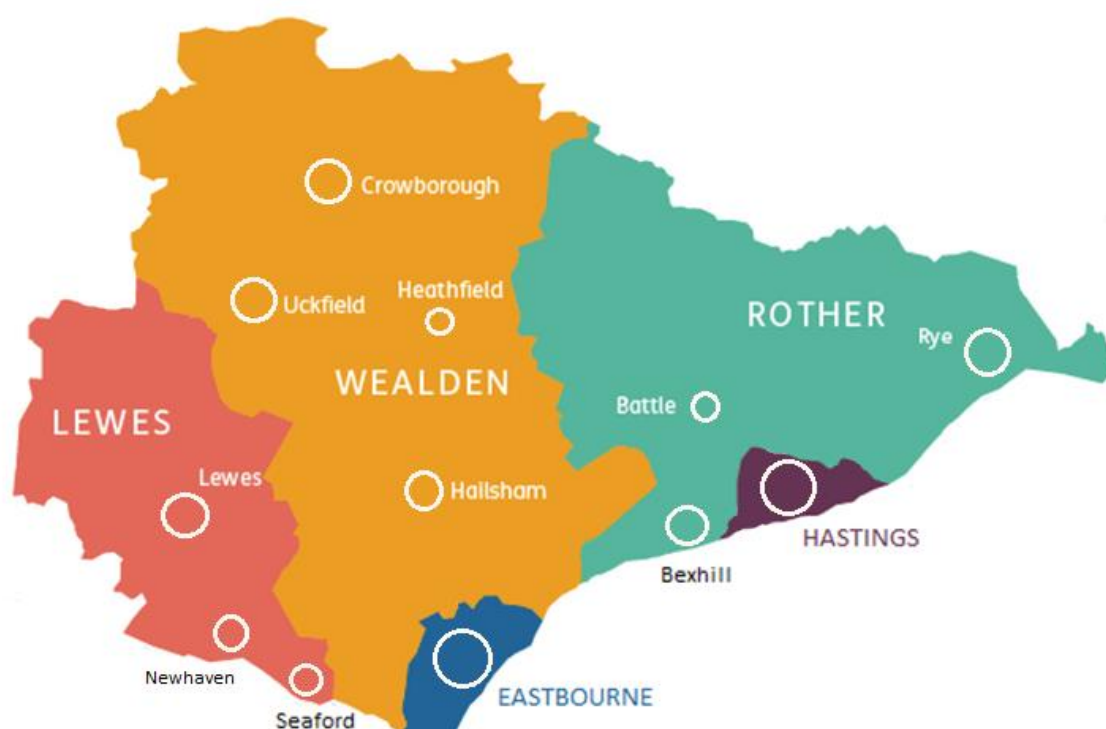 Crowborough
Heathfield
Uckfield
ROTHER
Rye
WEALDEN
Battle
LEWES
Lewes
Hailsham
HASTINGS
Bexhill
Newhaven
EASTBOURNE
Seaford